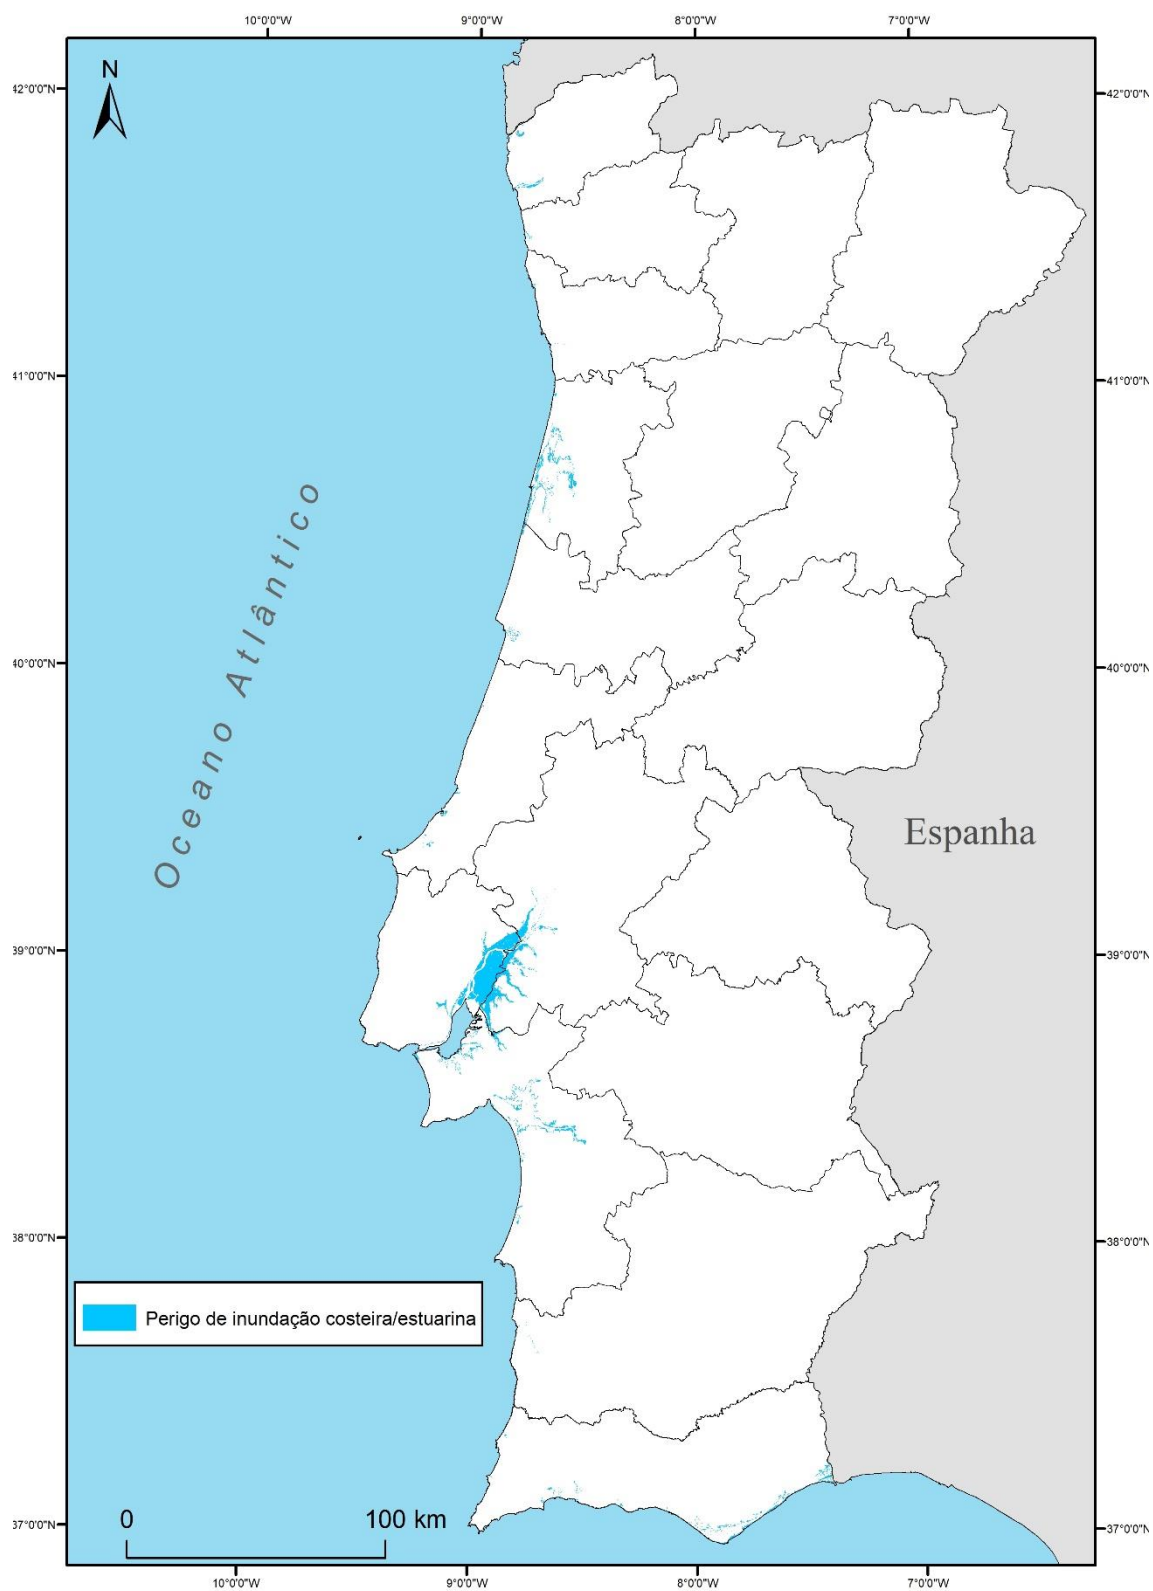 10°0'0"W 9°0'0"W 8°0'0"W 7°0'0"W
N
42°0'0"N 42°0'0"N
41°0'0"N 41°0'0"N
Oceano Atlântico
40°0'0"N 40°0'0"N
Espanha
39°0'0"N 39°0'0"N
38°0'0"N 38°0'0"N
Perigo de inundação costeira/estuarina
0 100 km
37°0'0"N 37°0'0"N
10°0'0"W 9°0'0"W 8°0'0"W 7°0'0"W